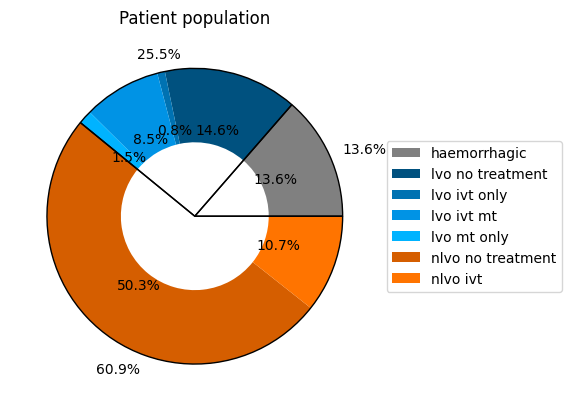 Patient population
25.5%
13.6%
0.8%
14.6%
8.5%
1.5%
13.6%
10.7%
50.3%
60.9%
haemorrhagic
lvo no treatment
lvo ivt only
lvo ivt mt
lvo mt only
nlvo no treatment
nlvo ivt